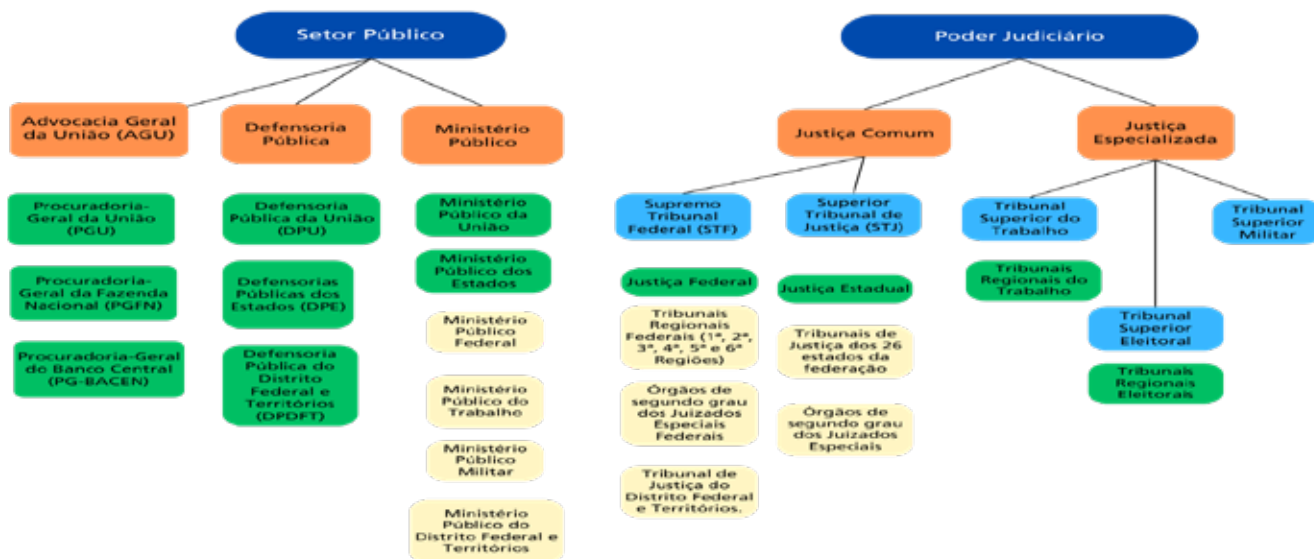 Setor Público
Advocacia Geral
da União (AGU)
Defensoria
Pública
Ministério
Público
Procuradoria-
Geral da União
(PGU)
Procuradoria-
Geral da Fazenda
Nacional (PGFN)
Procuradoria-Geral
do Banco Central
(PG-BACEN)
Defensoria
Pública da União
(DPU)
Defensorias
Públicas dos
Estados (DPE)
Defensoria
Pública do
Distrito
Federal e
Territórios
(DPDFT)
Ministério
Público da
União
Ministério
Público dos
Estados
Ministério
Público
Federal
Ministério
Público do
Trabalho
Ministério
Público
Militar
Ministério
Público do
Distrito Federal e
Territórios
Poder Judiciário
Justiça Comum
Justiça
Especializada
Supremo
Tribunal
Federal (STF)
Justiça Federal
Tribunais
Regionais
Federais (1ª, 2ª,
3ª, 4ª, 5ª e 6ª
Regiões)
Órgãos de
segundo grau
dos Juizados
Especiais
Federais
Tribunal de
Justiça do
Distrito Federal
e Territórios.
Superior
Tribunal de
Justiça (STJ)
Justiça Estadual
Tribunais de
Justiça dos 26
estados da
federação
Órgãos de
segundo grau
dos Juizados
Especiais
Tribunal
Superior do
Trabalho
Tribunais
Regionais do
Trabalho
Tribunal
Superior
Eleitoral
Tribunais
Regionais
Eleitorais
Tribunal
Superior
Militar